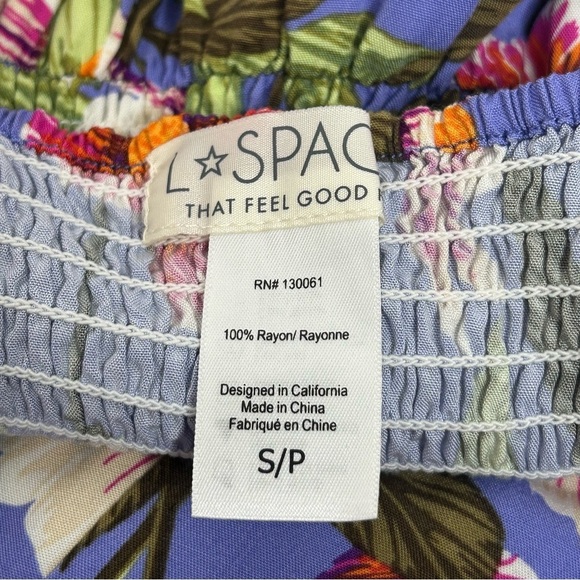 L☆SPAC
THAT FEEL GOOD
RN# 130061
100% Rayon/ Rayonne
Designed in California
Made in China
Fabriqué en Chine
S/P